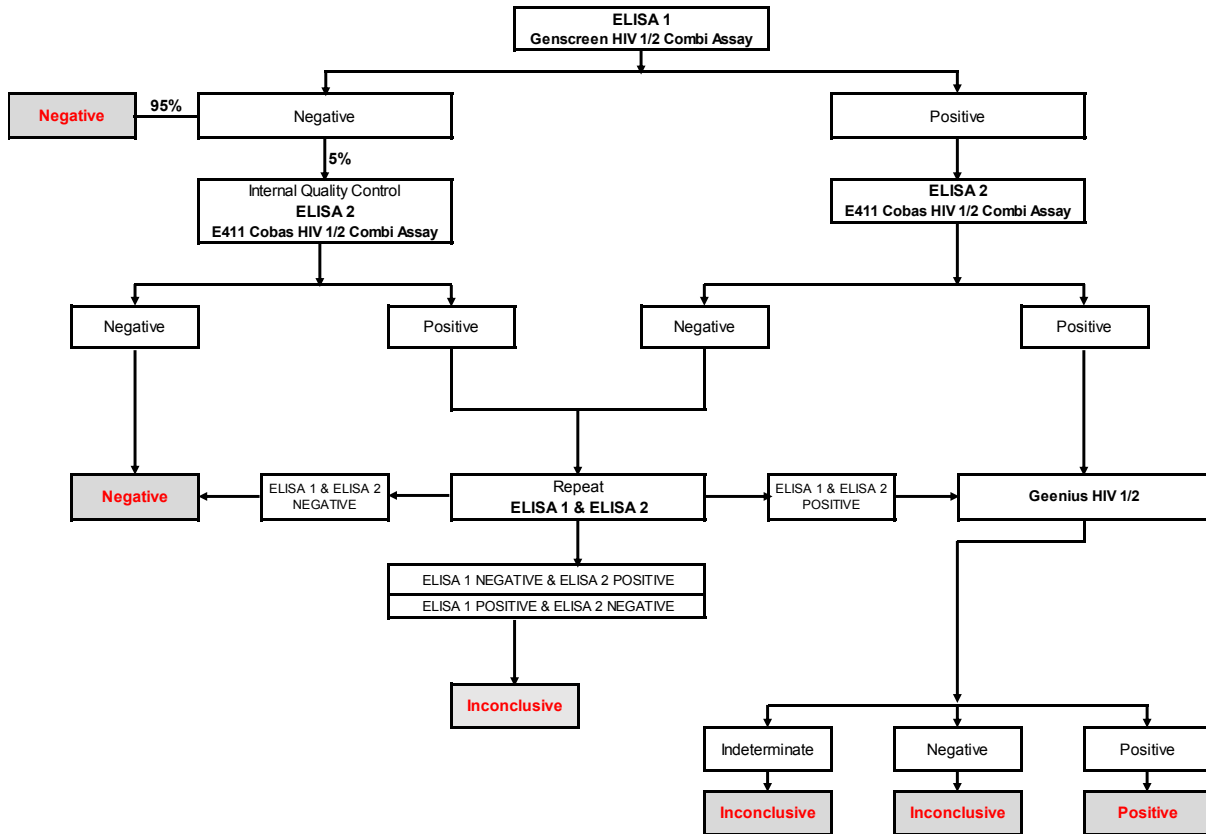 ELISA 1
Genscreen HIV 1/2 Combi Assay
Negative
95%
Negative
Positive
5%
Internal Quality Control
ELISA 2
E411 Cobas HIV 1/2 Combi Assay
ELISA 2
E411 Cobas HIV 1/2 Combi Assay
Negative
Positive
Negative
Positive
Negative
ELISA 1 & ELISA 2
NEGATIVE
Repeat
ELISA 1 & ELISA 2
ELISA 1 & ELISA 2
POSITIVE
Geenius HIV 1/2
ELISA 1 NEGATIVE & ELISA 2 POSITIVE
ELISA 1 POSITIVE & ELISA 2 NEGATIVE
Inconclusive
Indeterminate
Negative
Positive
Inconclusive
Inconclusive
Positive